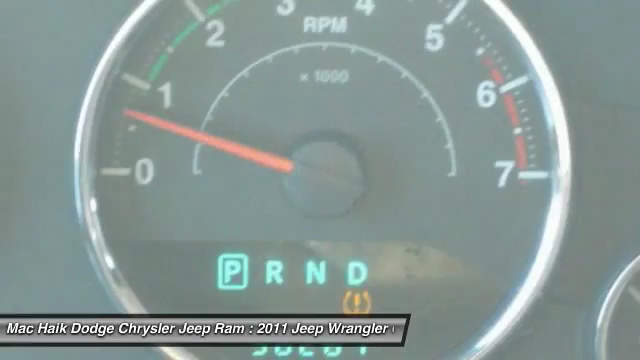 3 4
2 5
RPM
x 1000
1 6
0 7
P R N D
Mac Haik Dodge Chrysler Jeep Ram : 2011 Jeep Wrangler